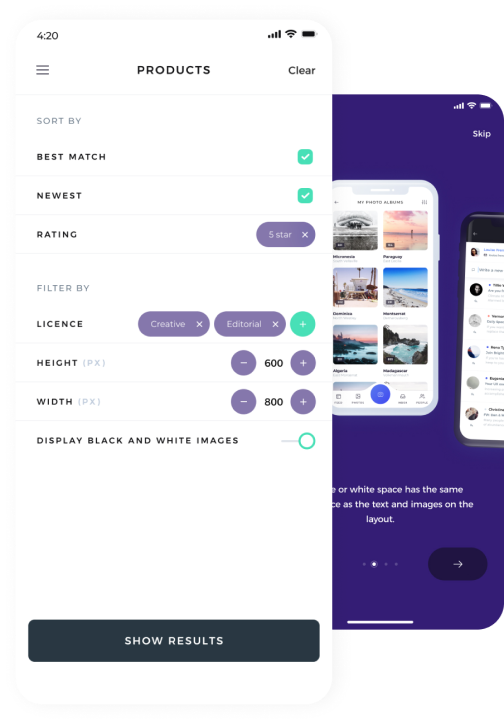 4:20
PRODUCTS
Clear
SORT BY
BEST MATCH
NEWEST
RATING
5 star ×
FILTER BY
LICENCE
Creative ×
Editorial ×
+
HEIGHT (PX)
− 600 +
WIDTH (PX)
− 800 +
DISPLAY BLACK AND WHITE IMAGES
SHOW RESULTS
Skip
MY PHOTO ALBUMS
Micronesia
Paraguay
Dominica
Montserrat
Algeria
Madagascar
or white space has the same
as the text and images on the
layout.